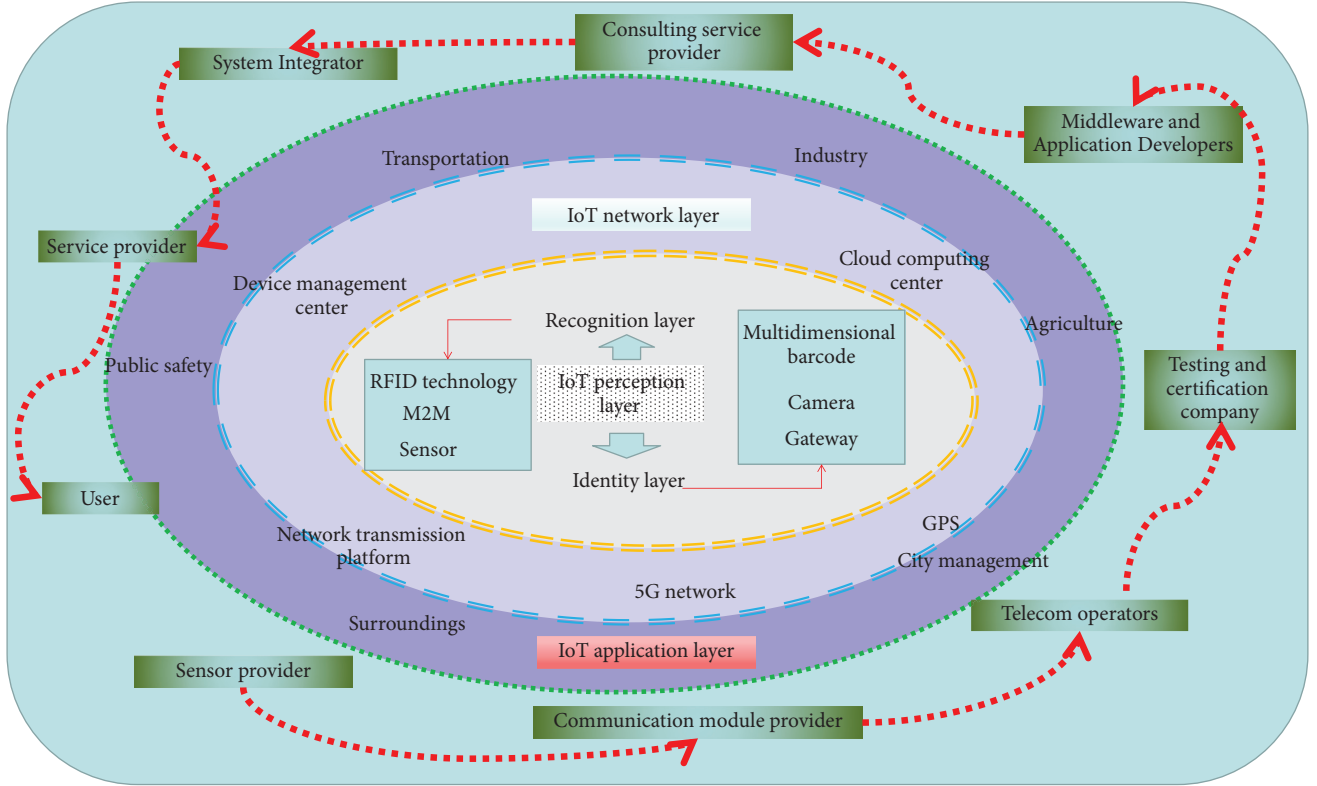 Consulting service
provider
System Integrator
Middleware and
Application Developers
Transportation
Industry
IoT network layer
Service provider
Device management
center
Cloud computing
center
Recognition layer
Agriculture
Multidimensional
barcode
Public safety
RFID technology
M2M
Sensor
IoT perception
layer
Camera
Gateway
Testing and
certification
company
Identity layer
User
Network transmission
platform
GPS
City management
5G network
Surroundings
Telecom operators
IoT application layer
Sensor provider
Communication module provider